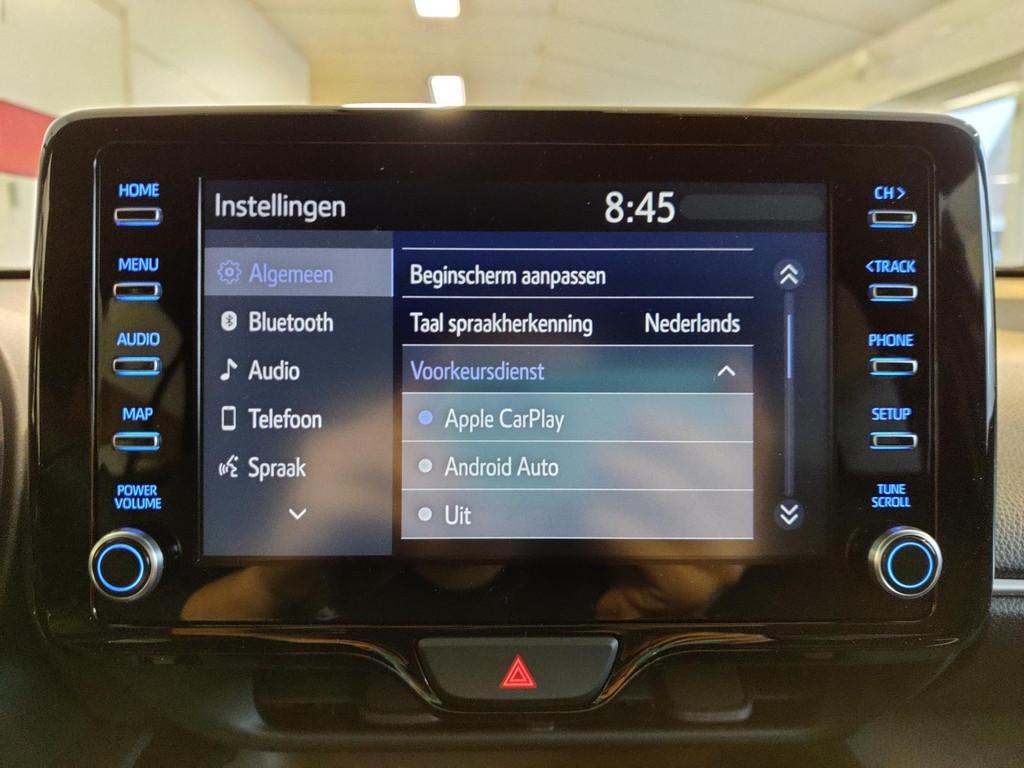 HOME
MENU
AUDIO
MAP
POWER
VOLUME
Instellingen 8:45
Algemeen
Bluetooth
Audio
Telefoon
Spraak
Beginscherm aanpassen
Taal spraakherkenning Nederlands
Voorkeursdienst
Apple CarPlay
Android Auto
Uit
CH>
<TRACK
PHONE
SETUP
TUNE
SCROLL